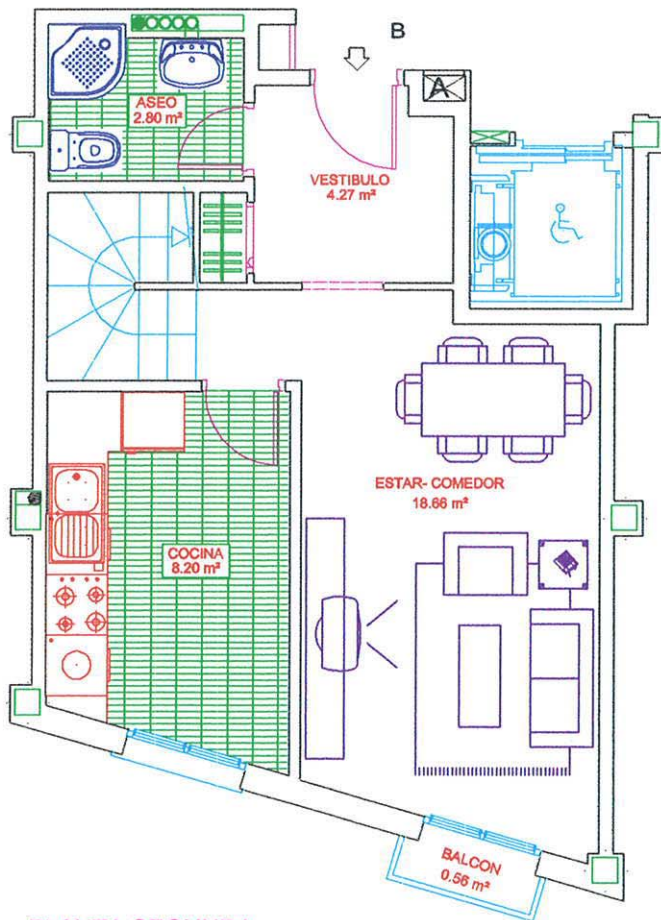 B
A
ASEO
2.80 m²
VESTIBULO
4.27 m²
ESTAR- COMEDOR
18.66 m²
COCINA
8.20 m²
BALCON
0.56 m²